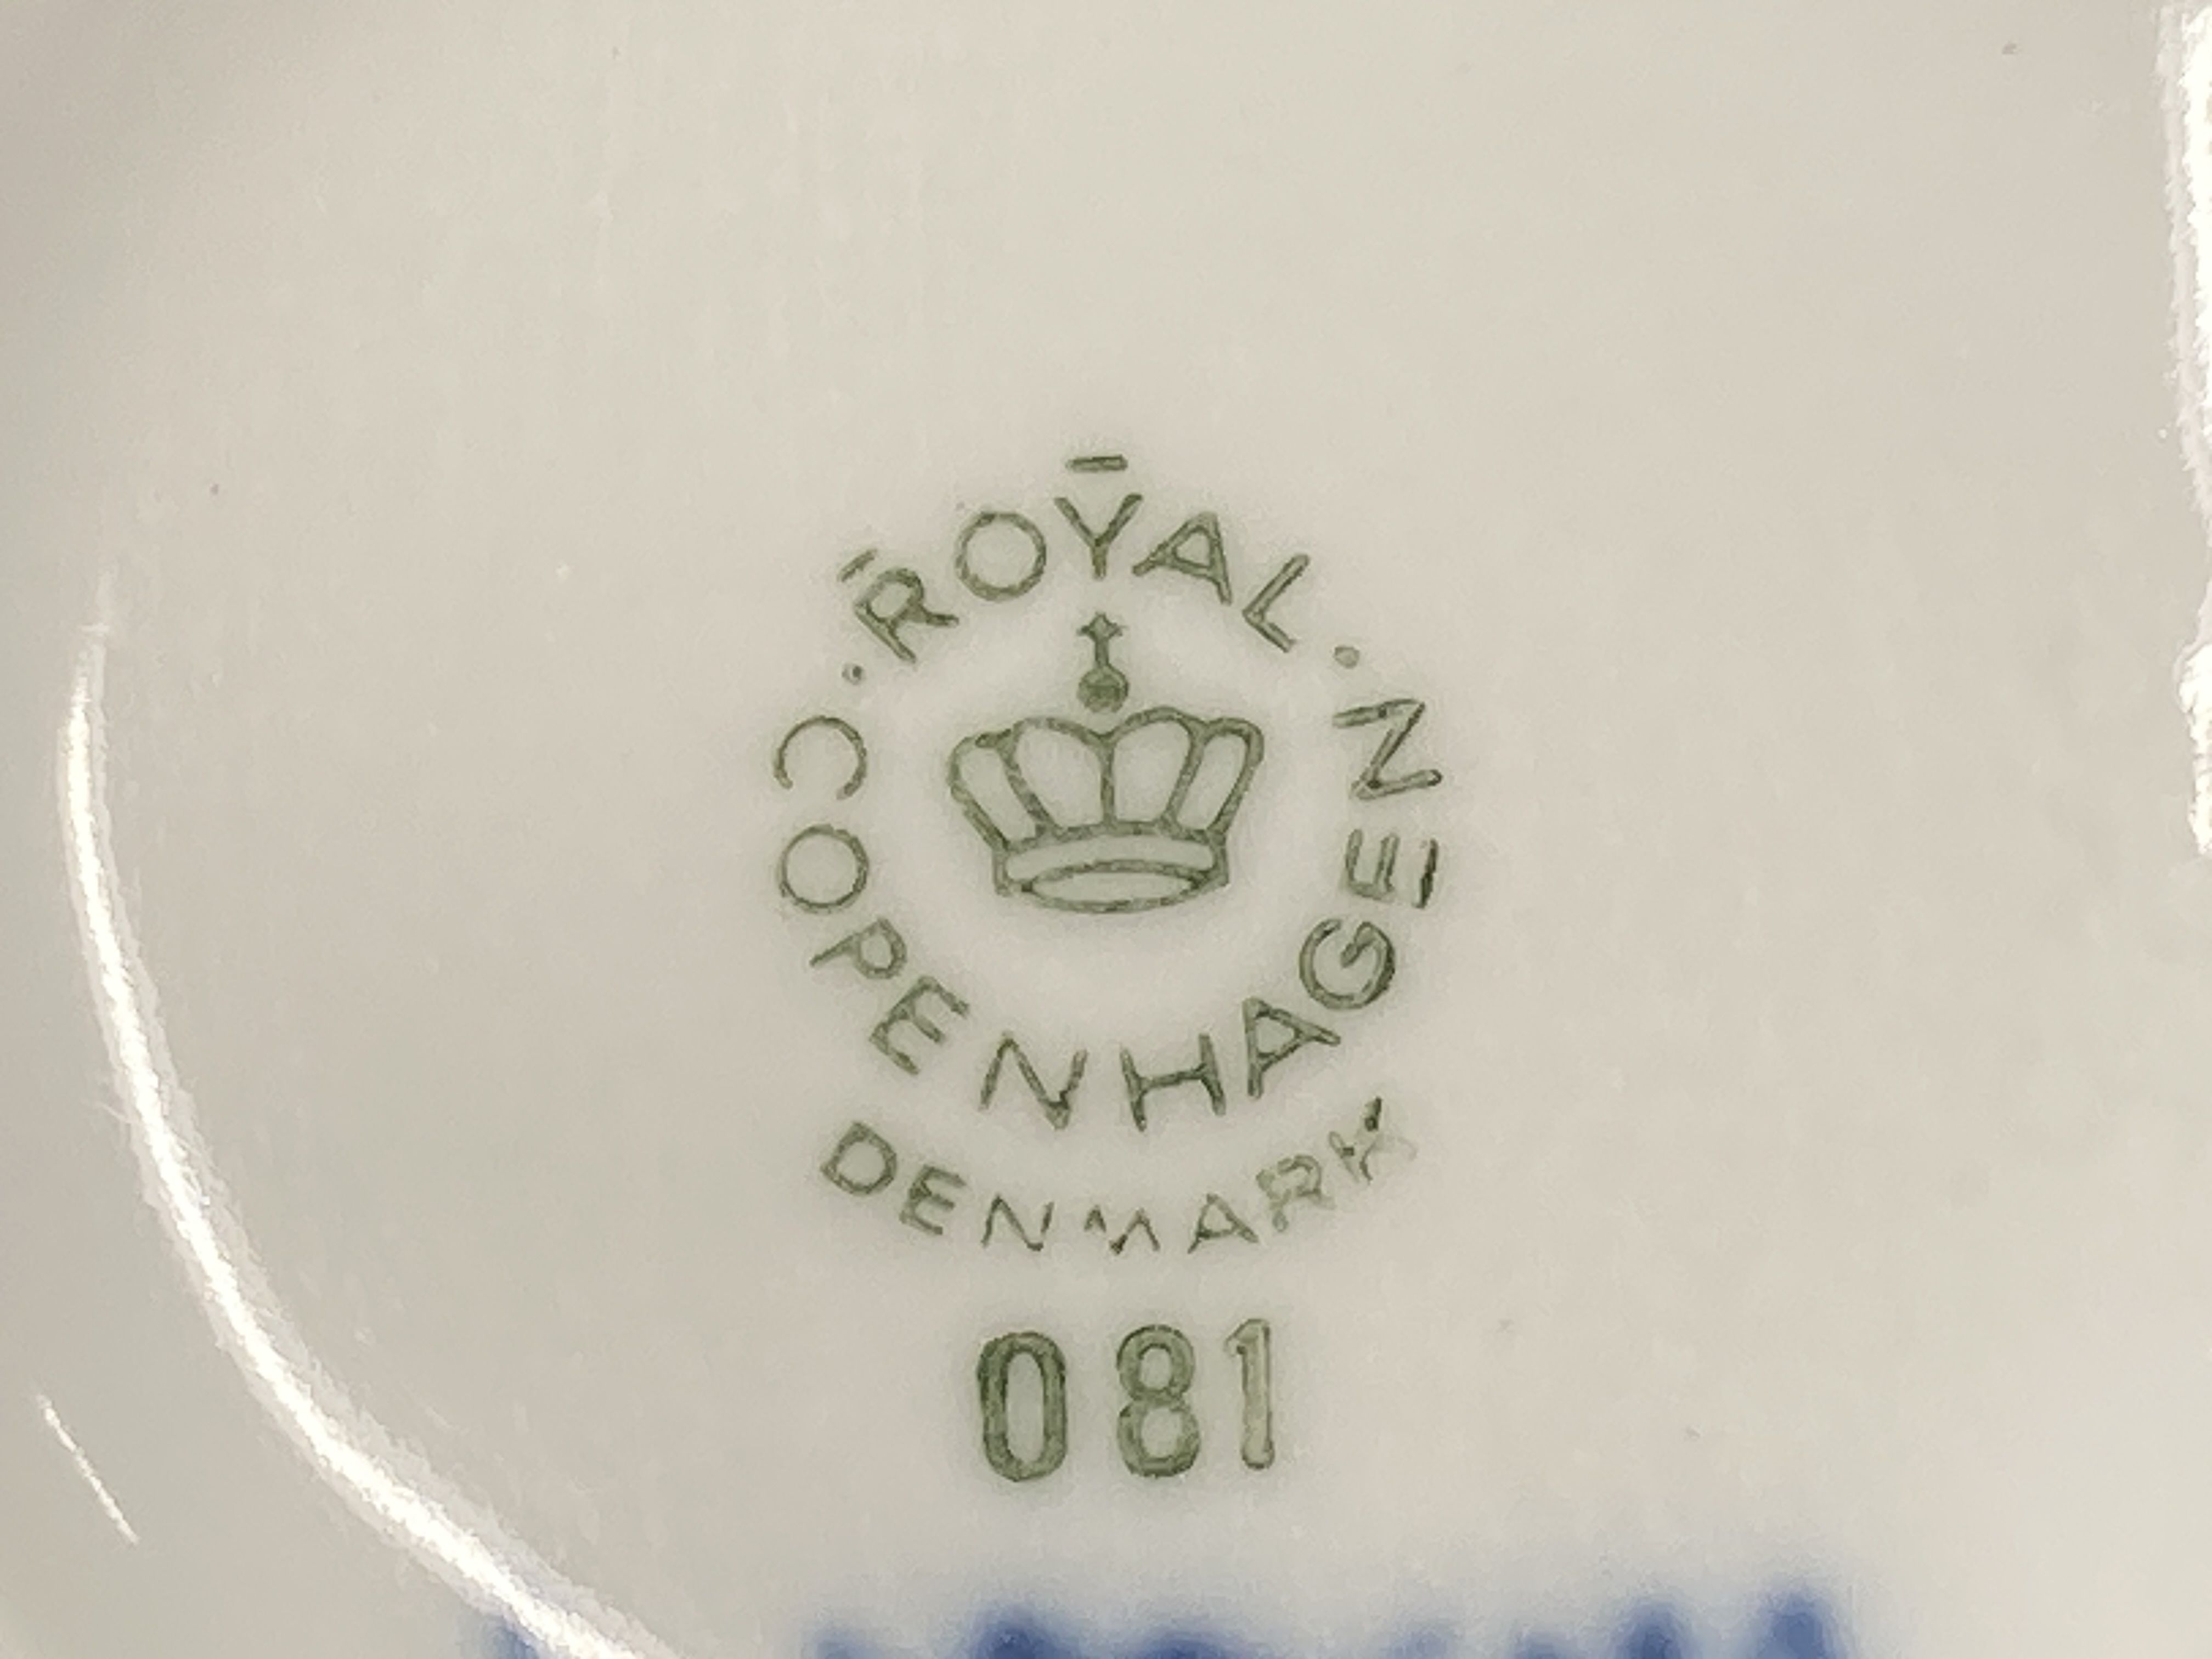 ROYAL
COPENHAGEN
DENMARK
081